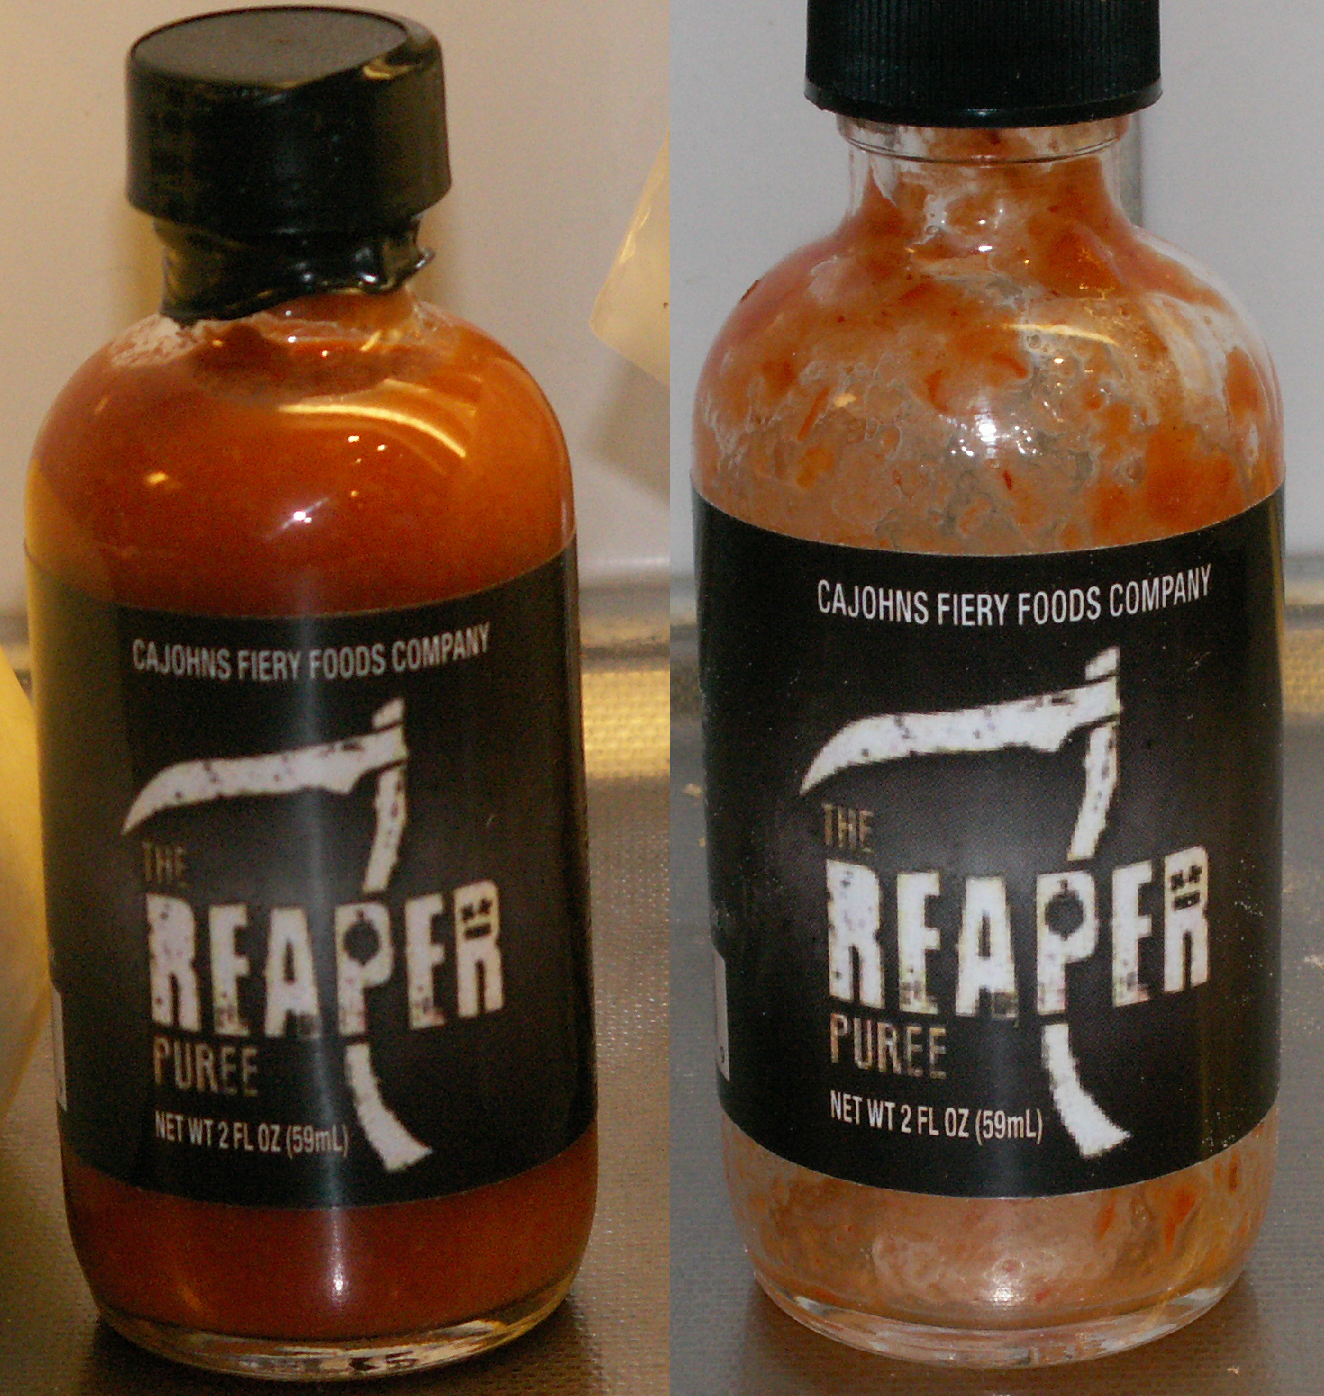 CAJOHNS FIERY FOODS COMPANY
THE
REAPER
PUREE
NET WT 2 FL OZ (59mL)
CAJOHNS FIERY FOODS COMPANY
THE
REAPER
PUREE
NET WT 2 FL OZ (59mL)